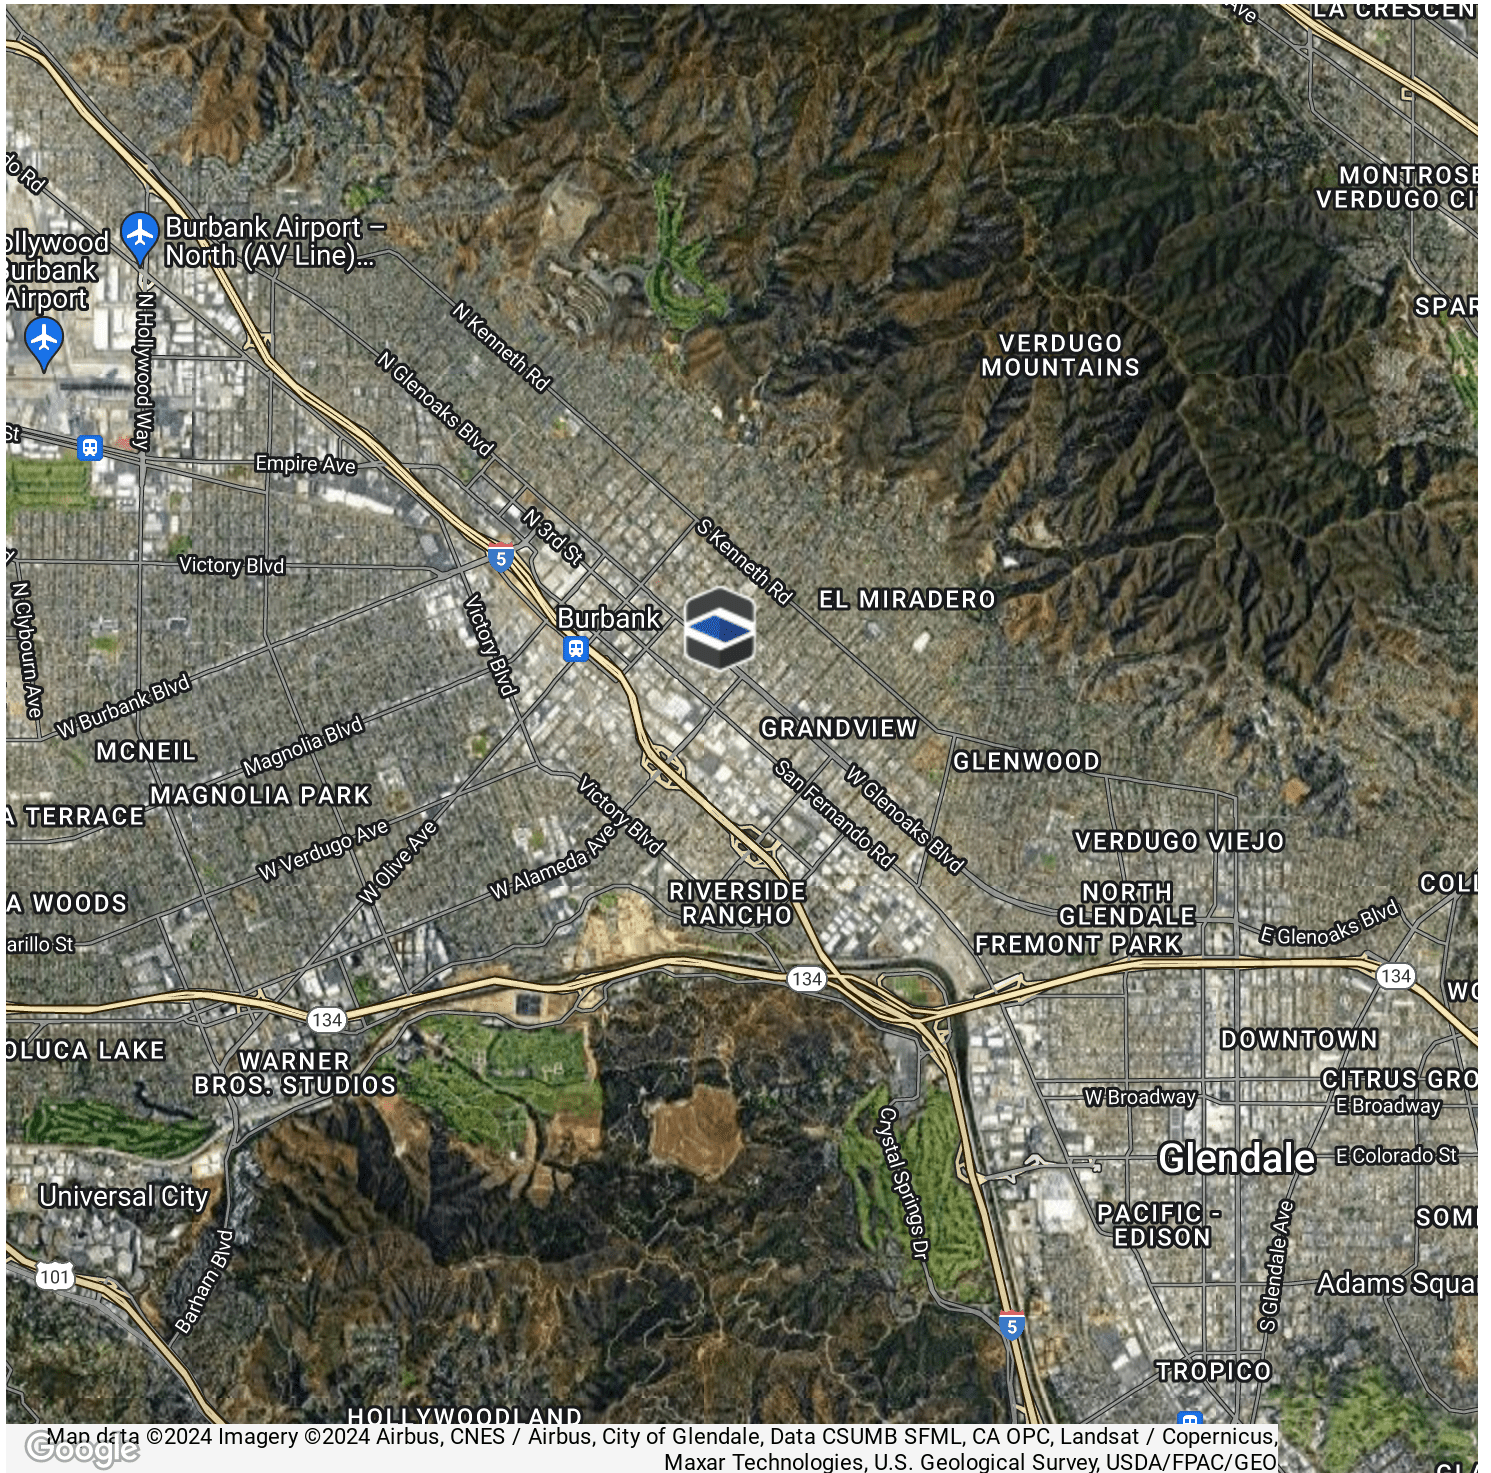 Ave
LA CRESCEN
MONTROSE
VERDUGO CI
do Rd
Burbank Airport –
North (AV Line)...
ollywood
Burbank
Airport
N Hollywood Way
N Kenneth Rd
SPAR
VERDUGO
MOUNTAINS
N Glenoaks Blvd
St
Empire Ave
N 3rd St
S Kenneth Rd
5
Victory Blvd
N Clybourn Ave
EL MIRADERO
Burbank
Victory Blvd
W Burbank Blvd
GRANDVIEW
MCNEIL
Magnolia Blvd
GLENWOOD
MAGNOLIA PARK
A TERRACE
Victory Blvd
San Fernando Rd
W Glenoaks Blvd
W Verdugo Ave
W Olive Ave
W Alameda Ave
VERDUGO VIEJO
A WOODS
RIVERSIDE
RANCHO
NORTH
GLENDALE
COLL
arillo St
FREMONT PARK
E Glenoaks Blvd
134
134
134
WO
OLUCA LAKE
WARNER
BROS. STUDIOS
DOWNTOWN
CITRUS GRO
W Broadway
E Broadway
Crystal Springs Dr
Glendale
E Colorado St
Universal City
PACIFIC -
EDISON
SOM
101
Barham Blvd
S Glendale Ave
Adams Squa
5
TROPICO
HOLLYWOODLAND
Google
Map data ©2024 Imagery ©2024 Airbus, CNES / Airbus, City of Glendale, Data CSUMB SFML, CA OPC, Landsat / Copernicus,
Maxar Technologies, U.S. Geological Survey, USDA/FPAC/GEO